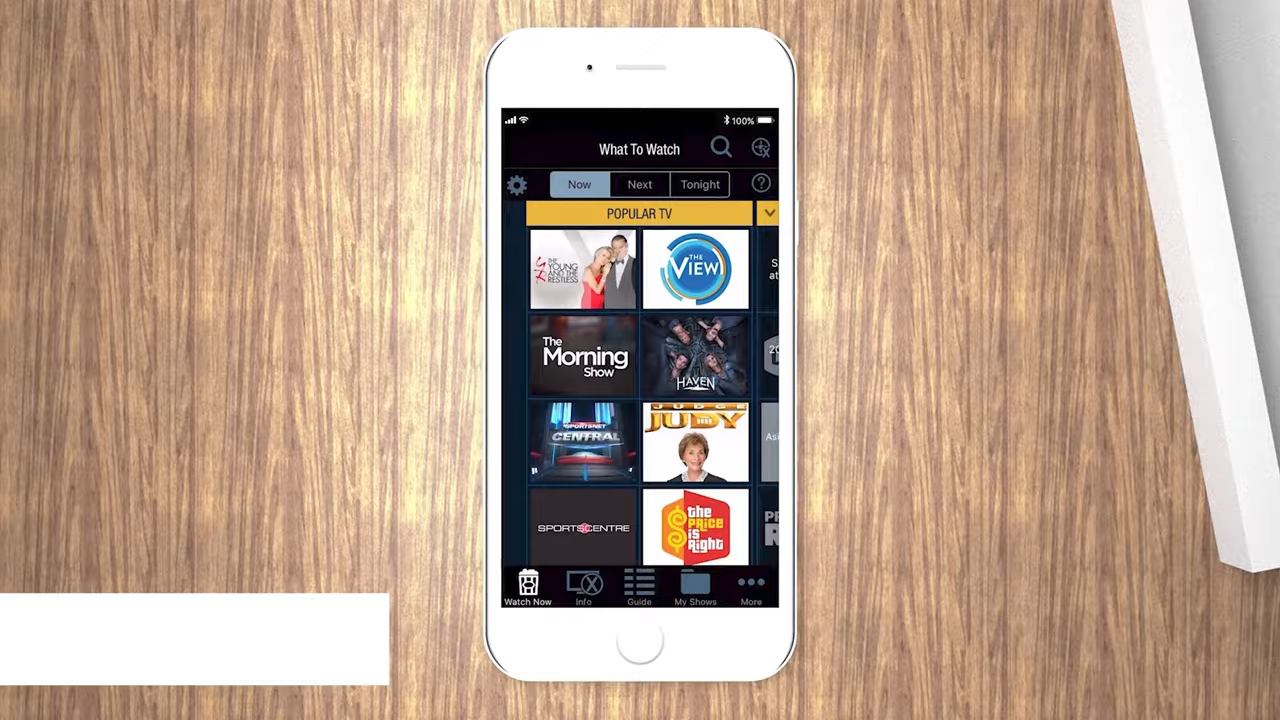 100%
What To Watch
Now
Next
Tonight
?
POPULAR TV
THE YOUNG AND THE RESTLESS
THE VIEW
The Morning Show
HAVEN
SPORTSNET CENTRAL
JUDGE JUDY
SPORTSCENTRE
the PRICE is Right
Watch Now
Info
Guide
My Shows
More